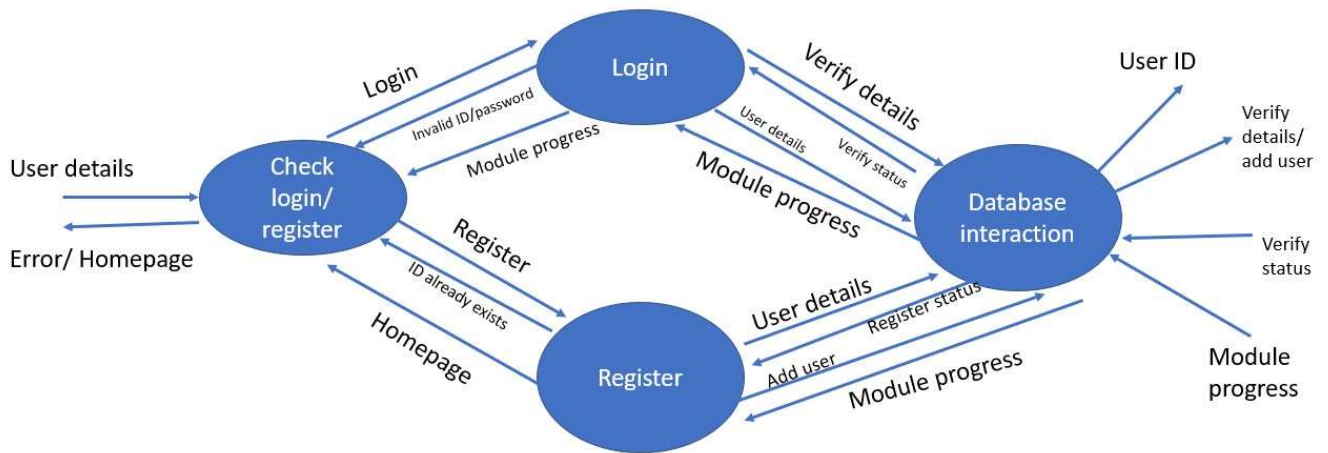 Login
Login
Invalid ID/password
Module progress
Verify details
User details
Verify status
Module progress
User ID
Verify
details/
add user
User details
Check
login/
register
Error/ Homepage
Database
interaction
Verify
status
Register
ID already exists
Homepage
User details
Register status
Register
Add user
Module progress
Module
progress